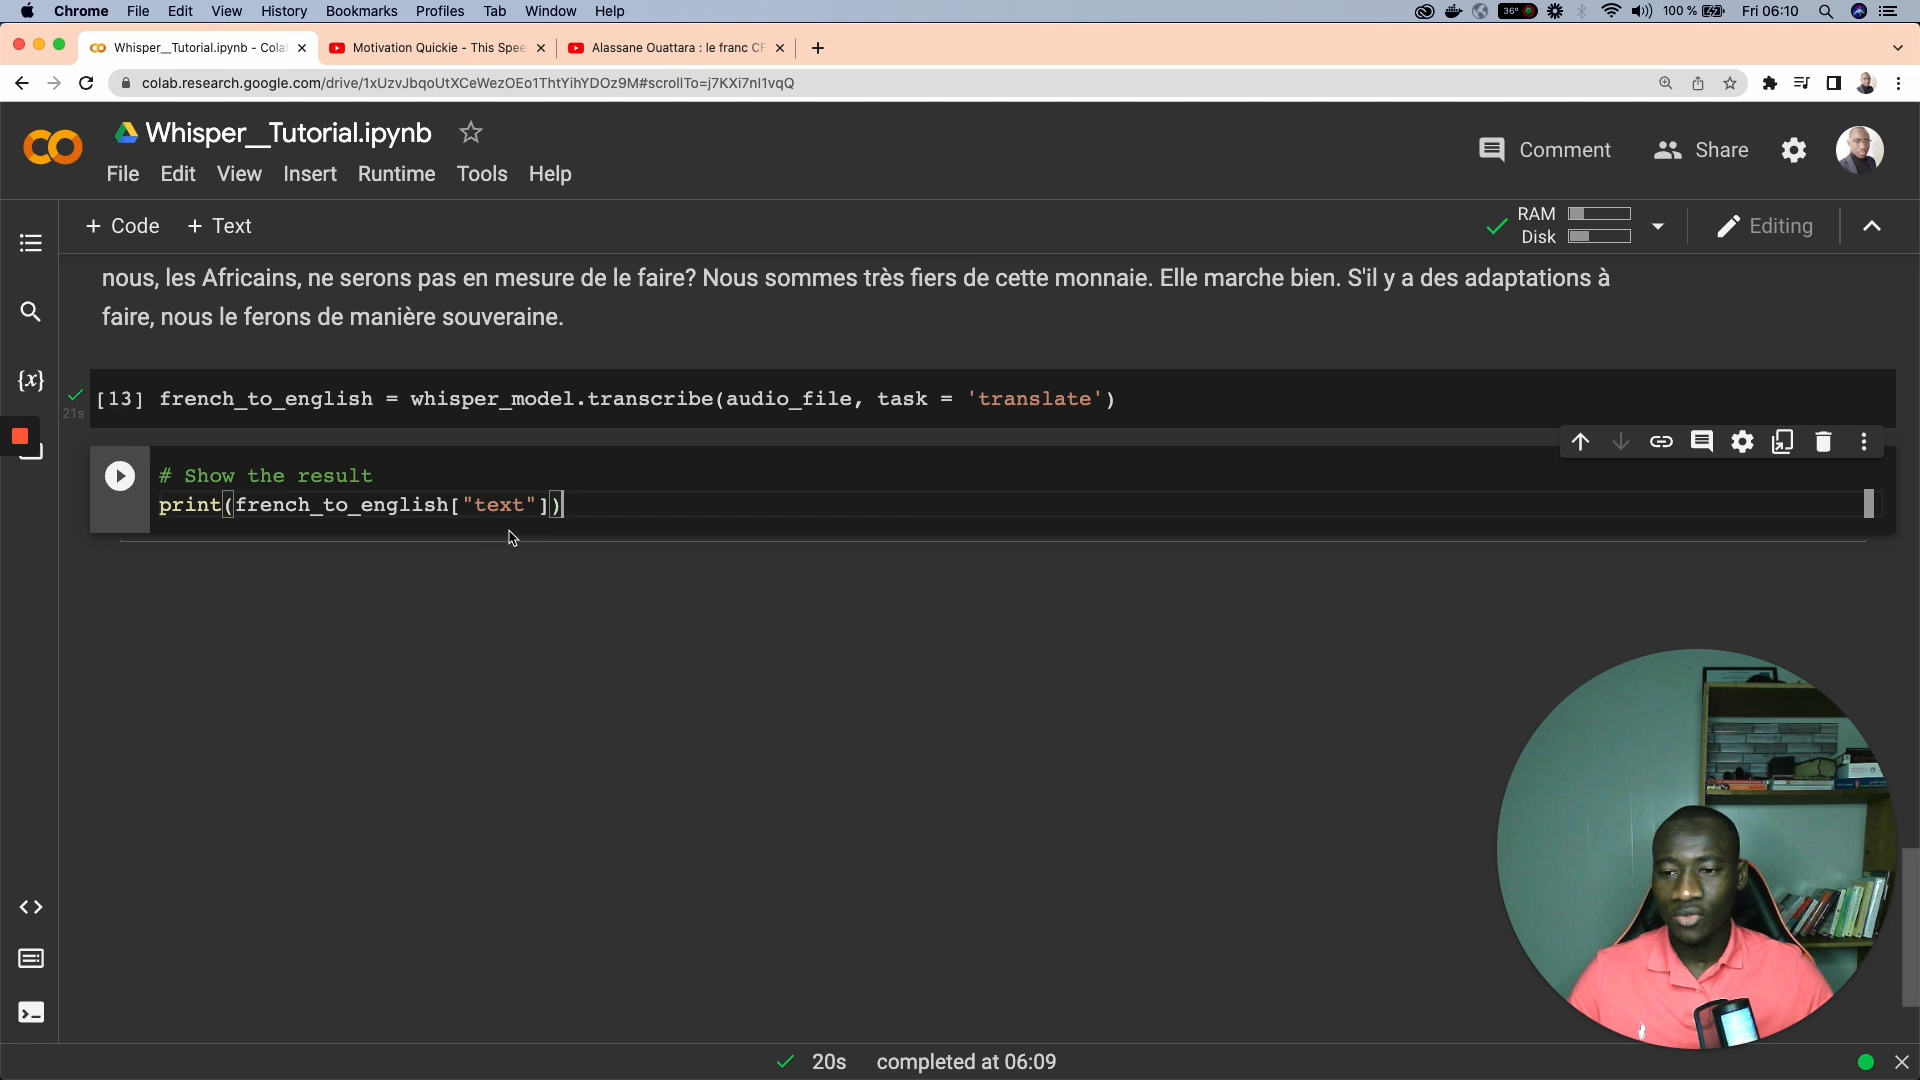 Chrome File Edit View History Bookmarks Profiles Tab Window Help 36° 100 % Fri 06:10
Whisper__Tutorial.ipynb - Cola Motivation Quickie - This Spee Alassane Ouattara : le franc CF
colab.research.google.com/drive/1xUzvJbqoUtXCeWezOEo1ThtYihYDOz9M#scrollTo=j7KXi7nI1vqQ
Whisper__Tutorial.ipynb
File Edit View Insert Runtime Tools Help
Comment Share
+ Code + Text
RAM
Disk
Editing
nous, les Africains, ne serons pas en mesure de le faire? Nous sommes très fiers de cette monnaie. Elle marche bien. S'il y a des adaptations à
faire, nous le ferons de manière souveraine.
{x}
21s
[13] french_to_english = whisper_model.transcribe(audio_file, task = 'translate')
# Show the result
print(french_to_english["text"])
20s completed at 06:09